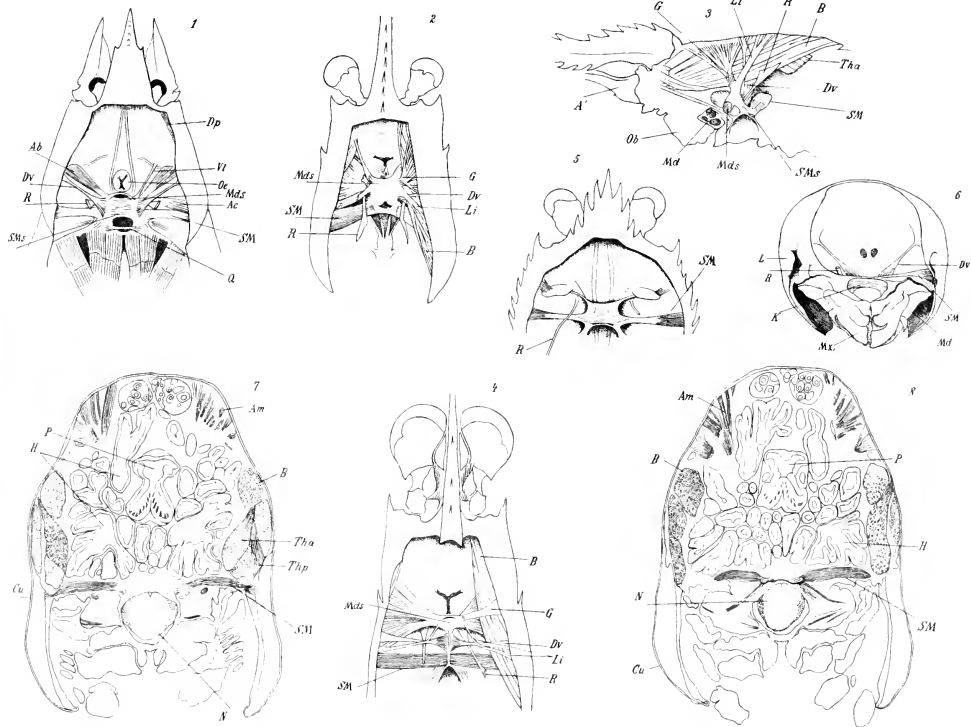 1
Dp
Ab
Vl
Dv
Oe
Mds
R
Ac
SMs
SM
Q
2
Mds
G
Dv
SM
Li
R
B
G
Li
R
3
B
Tha
Dv
A'
SM
Ob
Md
Mds
SMs
5
SM
R
6
L
Dv
R
K
SM
Mx.
Md
7
Am
P
H
B
Tha
Thp
Cu
SM
N
4
B
Mds
G
Dv
Li
SM
R
8
Am
P
B
H
N
SM
Cu